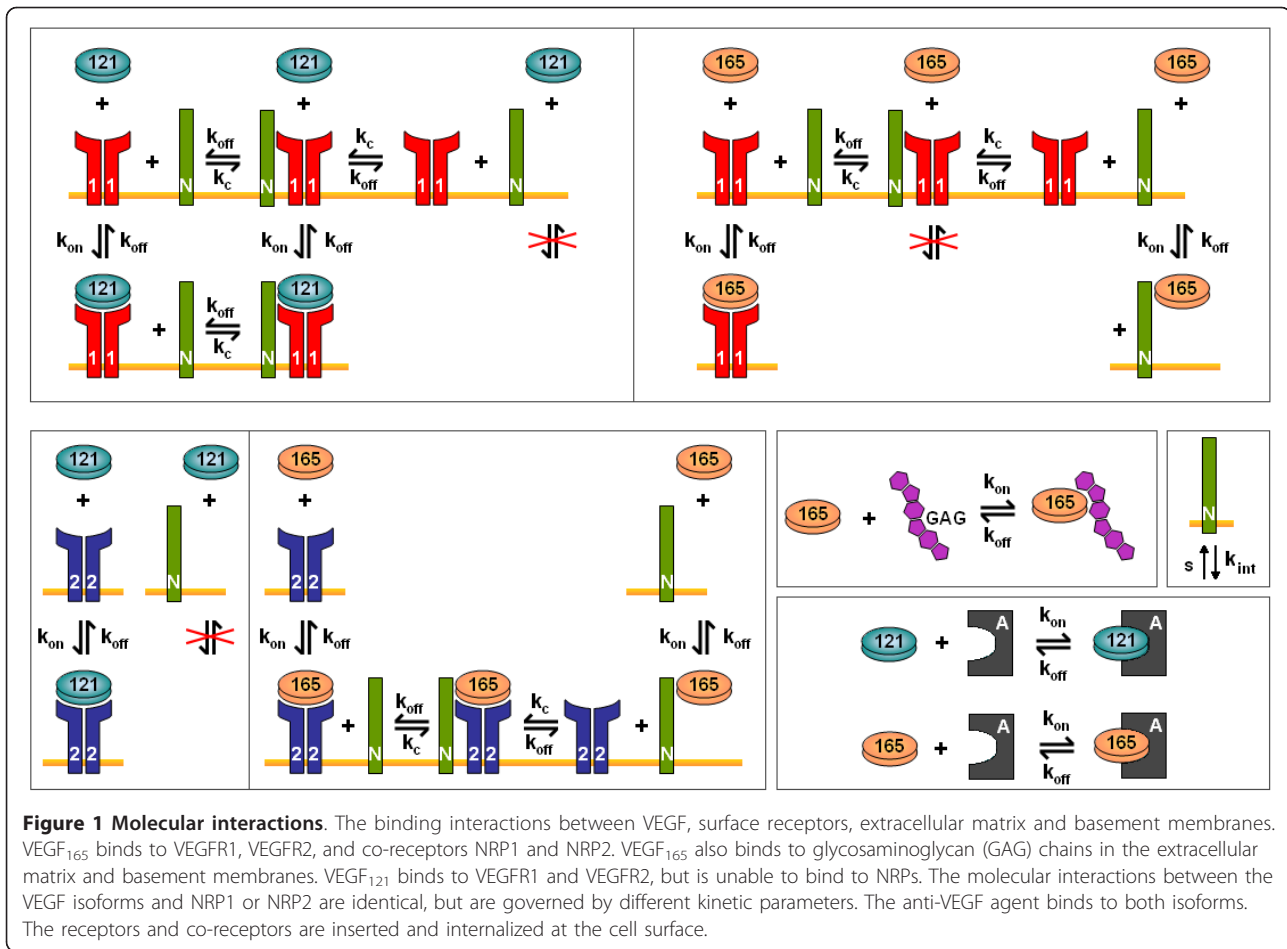 121 121 121
+ + +
k_off k_c
+ +
k_c k_off
1 1 N N 1 1 1 1 N
k_on k_off k_on k_off
121 121
k_off
+
k_c
1 1 N N 1 1
165 165 165
+ + +
k_off k_c
+ +
k_c k_off
1 1 N N 1 1 1 1 N
k_on k_off k_on k_off
165 165
+
1 1 N
121 121
+ +
2 2 N
k_on k_off
121
2 2
165 165
+ +
2 2 N
k_on k_off k_on k_off
165 165 165
k_off k_c
+ +
k_c k_off
2 2 N N 2 2 2 2 N
k_on
165 + GAG 165
k_off
N
s k_int
k_on
121 + A 121 A
k_off
k_on
165 + 165 A
k_off
Figure 1 Molecular interactions. The binding interactions between VEGF, surface receptors, extracellular matrix and basement membranes.
VEGF₁₆₅ binds to VEGFR1, VEGFR2, and co-receptors NRP1 and NRP2. VEGF₁₆₅ also binds to glycosaminoglycan (GAG) chains in the extracellular
matrix and basement membranes. VEGF₁₂₁ binds to VEGFR1 and VEGFR2, but is unable to bind to NRPs. The molecular interactions between the
VEGF isoforms and NRP1 or NRP2 are identical, but are governed by different kinetic parameters. The anti-VEGF agent binds to both isoforms.
The receptors and co-receptors are inserted and internalized at the cell surface.